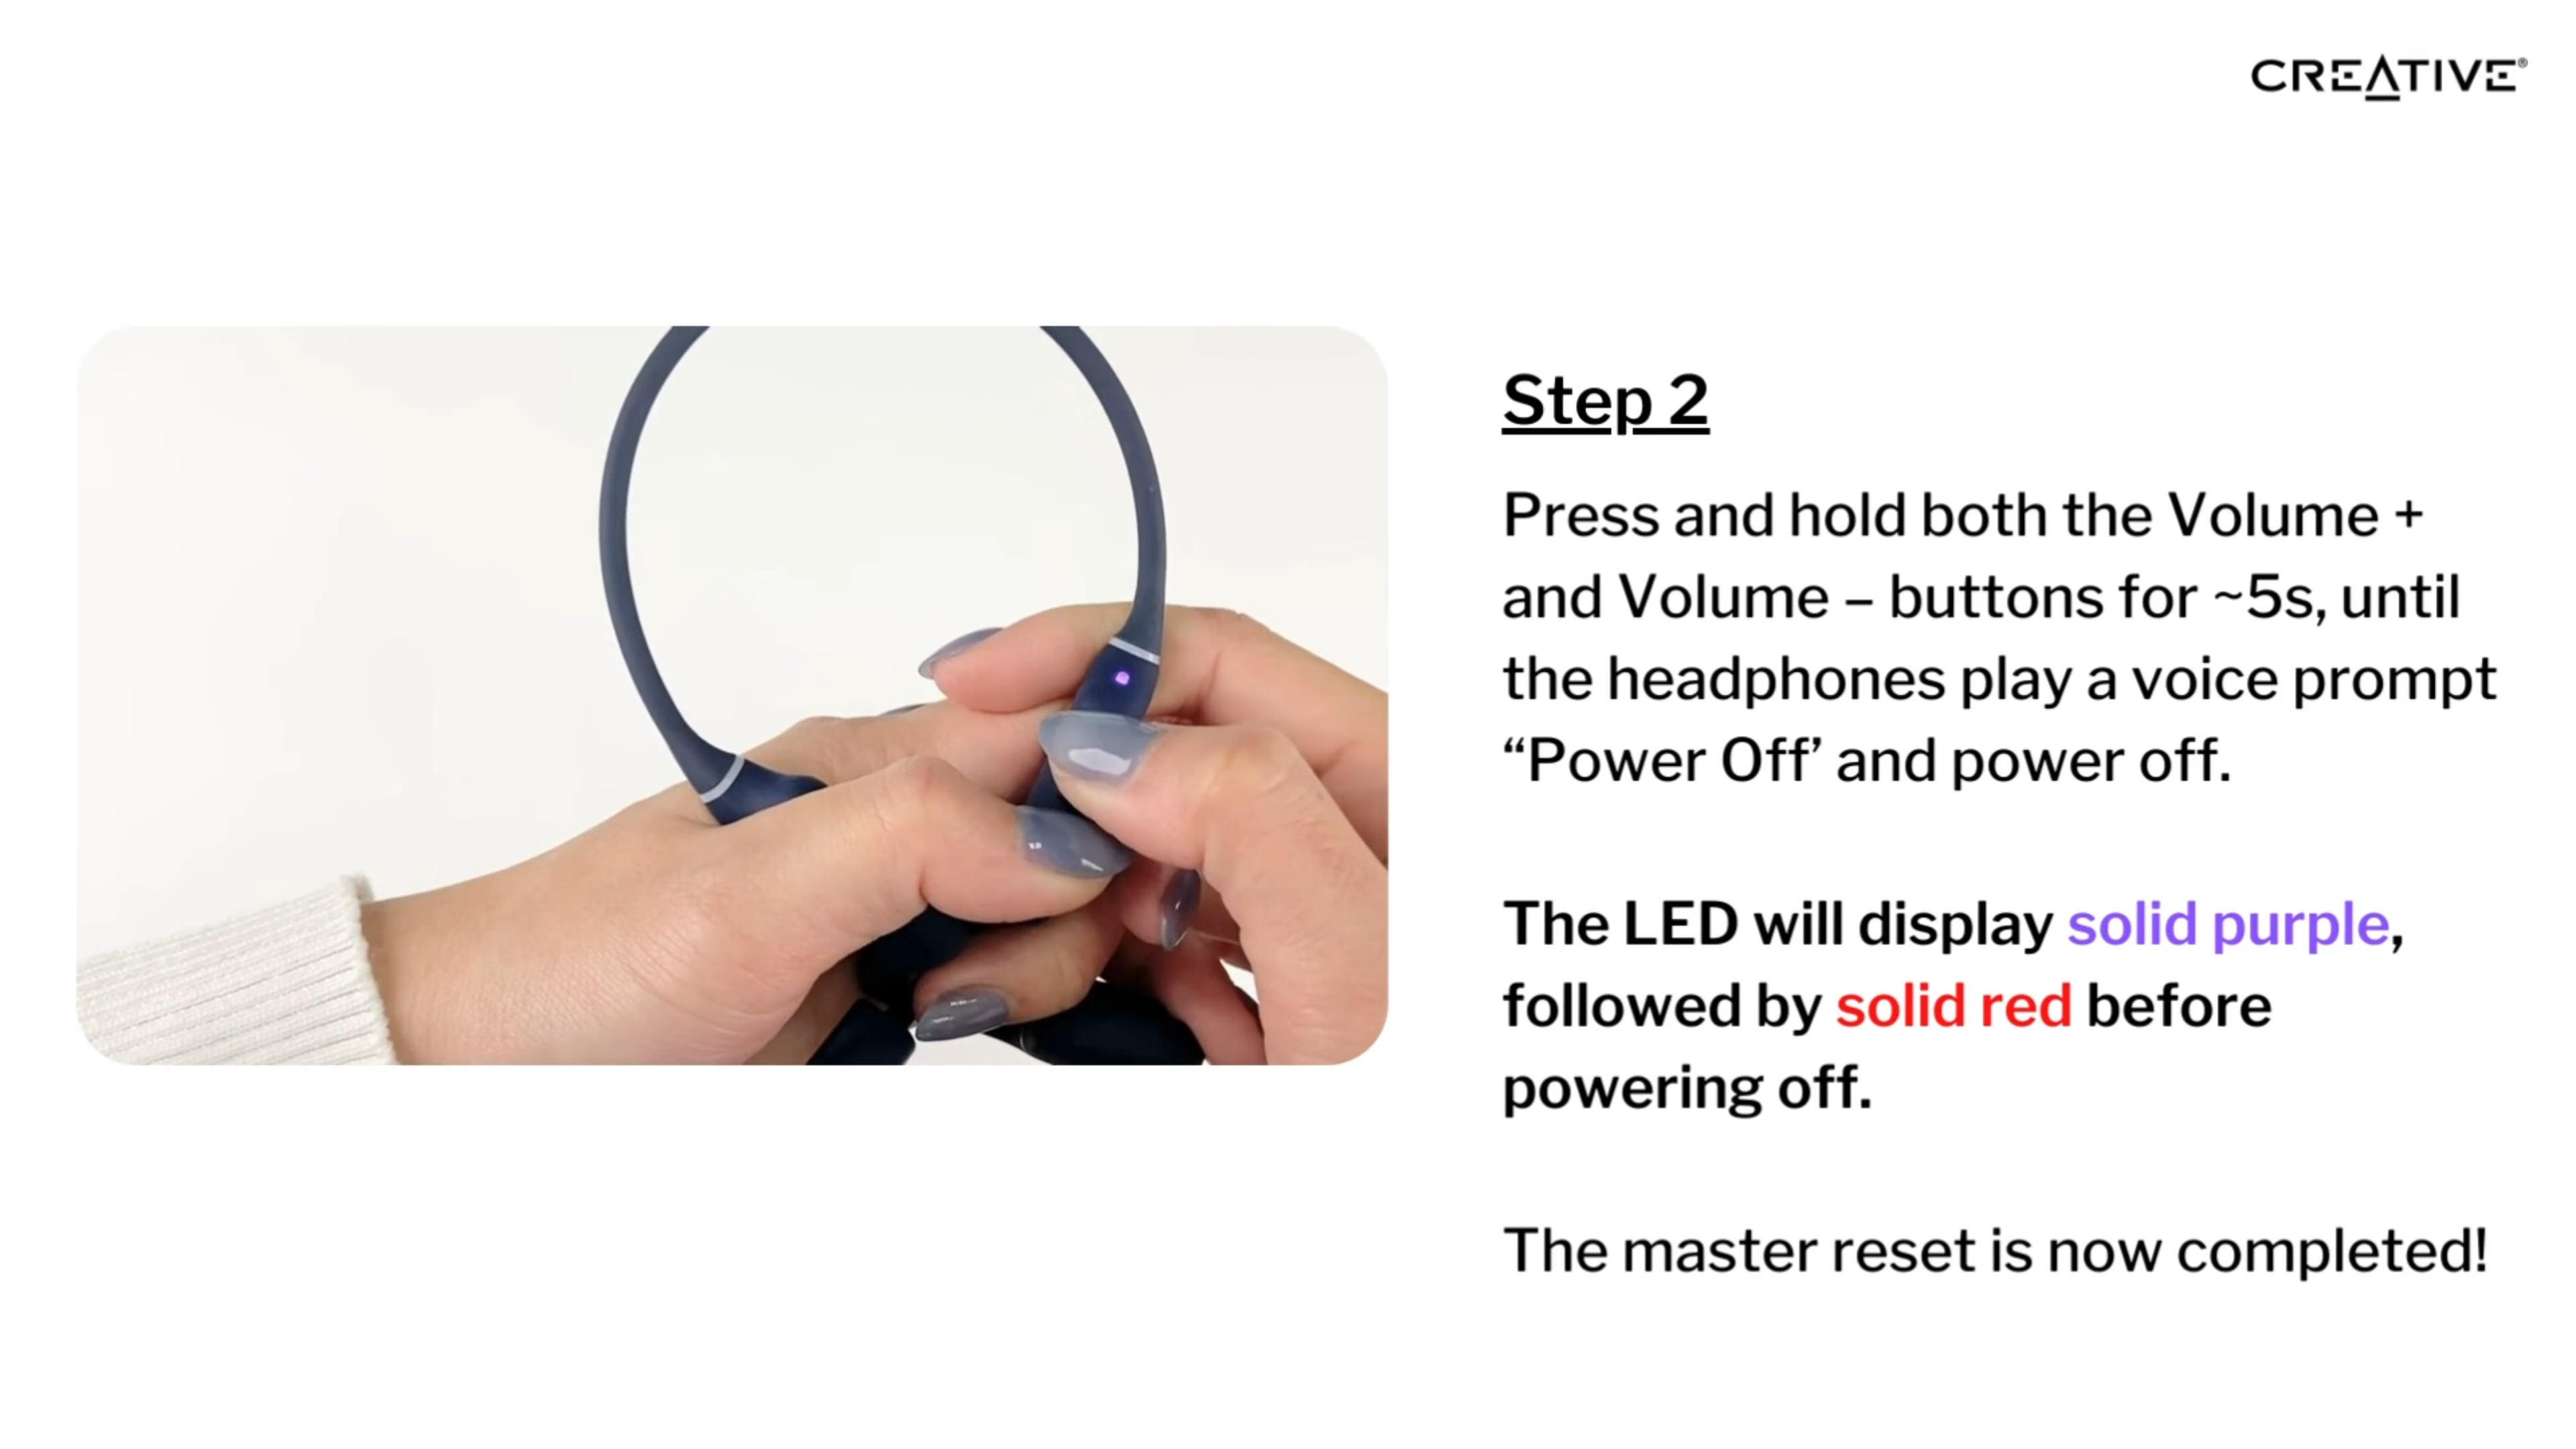 CREATIVE®
Step 2
Press and hold both the Volume +
and Volume – buttons for ~5s, until
the headphones play a voice prompt
“Power Off’ and power off.
The LED will display solid purple,
followed by solid red before
powering off.
The master reset is now completed!